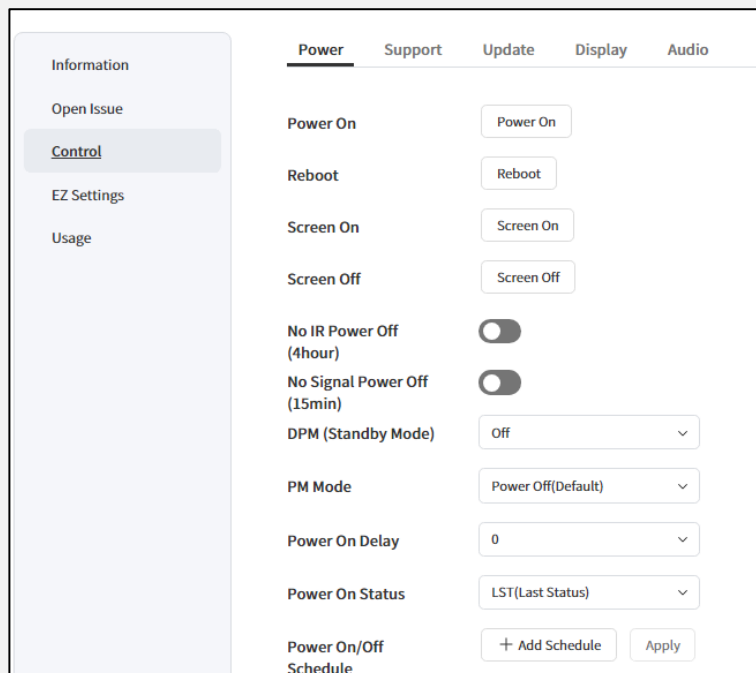 Information
Open Issue
Control
EZ Settings
Usage
Power Support Update Display Audio
Power On Power On
Reboot Reboot
Screen On Screen On
Screen Off Screen Off
No IR Power Off
(4hour)
No Signal Power Off
(15min)
DPM (Standby Mode) Off
PM Mode Power Off(Default)
Power On Delay 0
Power On Status LST(Last Status)
Power On/Off + Add Schedule Apply
Schedule